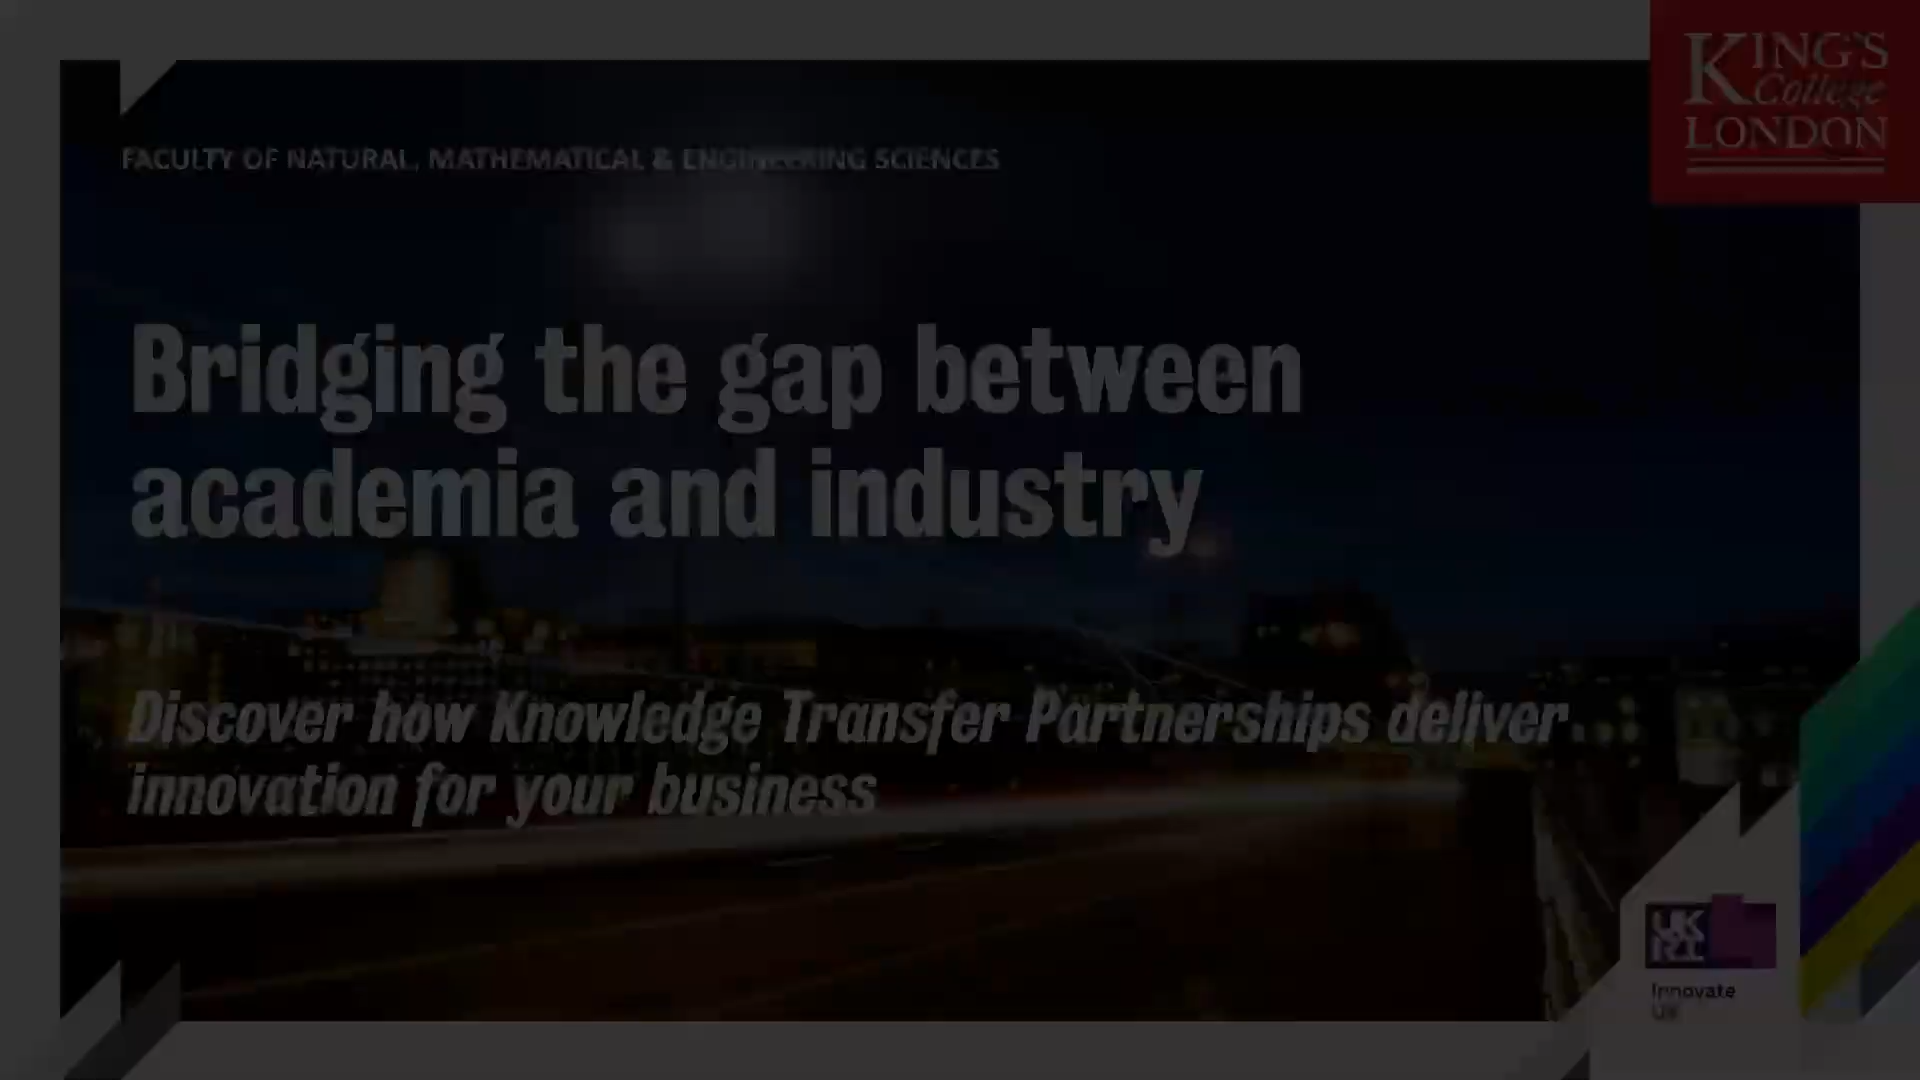 KING'S
College
LONDON
FACULTY OF NATURAL, MATHEMATICAL & ENGINEERING SCIENCES
Bridging the gap between
academia and industry
Discover how Knowledge Transfer Partnerships deliver
innovation for your business
UK
RI
Innovate
UK